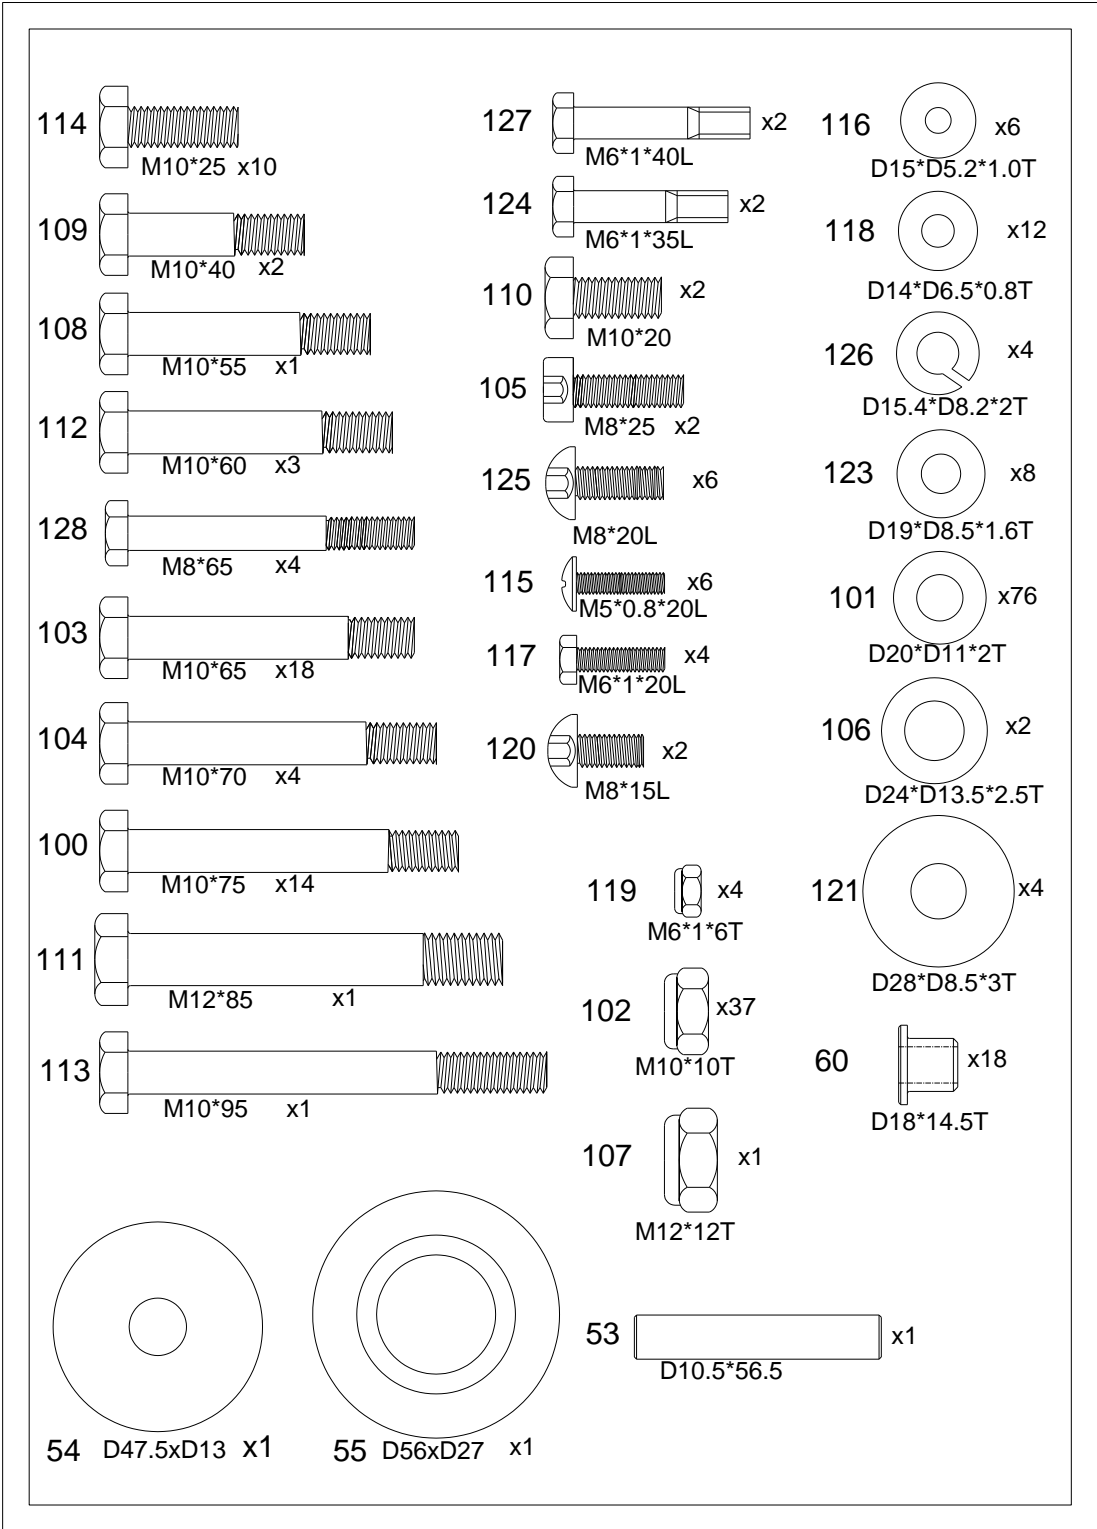 114
M10*25 x10
109
M10*40 x2
108
M10*55 x1
112
M10*60 x3
128
M8*65 x4
103
M10*65 x18
104
M10*70 x4
100
M10*75 x14
111
M12*85 x1
113
M10*95 x1
127 x2
M6*1*40L
124 x2
M6*1*35L
110 x2
M10*20
105
M8*25 x2
125 x6
M8*20L
115 x6
M5*0.8*20L
117 x4
M6*1*20L
120 x2
M8*15L
119 x4
M6*1*6T
102 x37
M10*10T
107 x1
M12*12T
116 x6
D15*D5.2*1.0T
118 x12
D14*D6.5*0.8T
126 x4
D15.4*D8.2*2T
123 x8
D19*D8.5*1.6T
101 x76
D20*D11*2T
106 x2
D24*D13.5*2.5T
121 x4
D28*D8.5*3T
60 x18
D18*14.5T
53 x1
D10.5*56.5
54 D47.5xD13 x1
55 D56xD27 x1